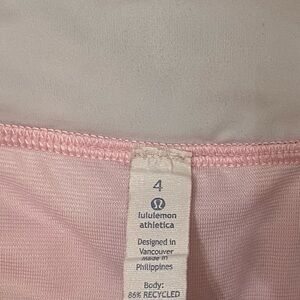 4
lululemon
athletica
Designed in
Vancouver
Made in
Philippines
Body:
86% RECYCLED